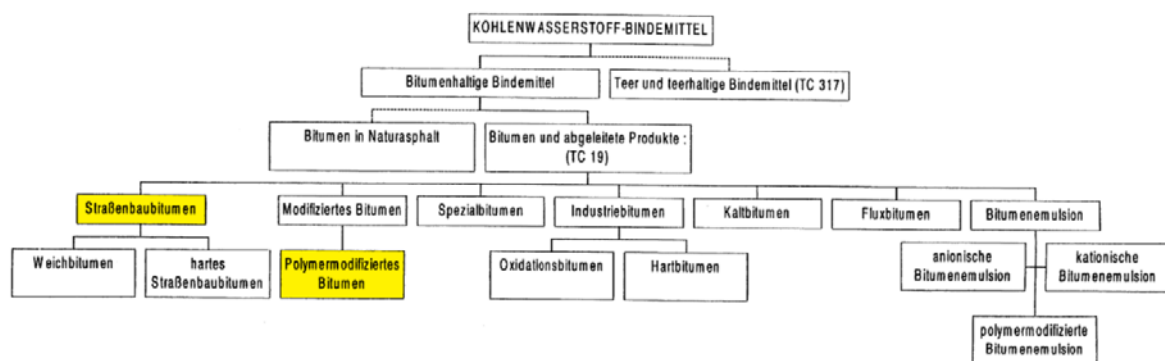 KOHLENWASSERSTOFF-BINDEMITTEL
Bitumenhaltige Bindemittel
Teer und teerhaltige Bindemittel (TC 317)
Bitumen in Naturasphalt
Bitumen und abgeleitete Produkte :
(TC 19)
Straßenbaubitumen
Modifiziertes Bitumen
Spezialbitumen
Industriebitumen
Kaltbitumen
Fluxbitumen
Bitumenemulsion
Weichbitumen
hartes
Straßenbaubitumen
Polymermodifiziertes
Bitumen
Oxidationsbitumen
Hartbitumen
anionische
Bitumenemulsion
kationische
Bitumenemulsion
polymermodifizierte
Bitumenemulsion